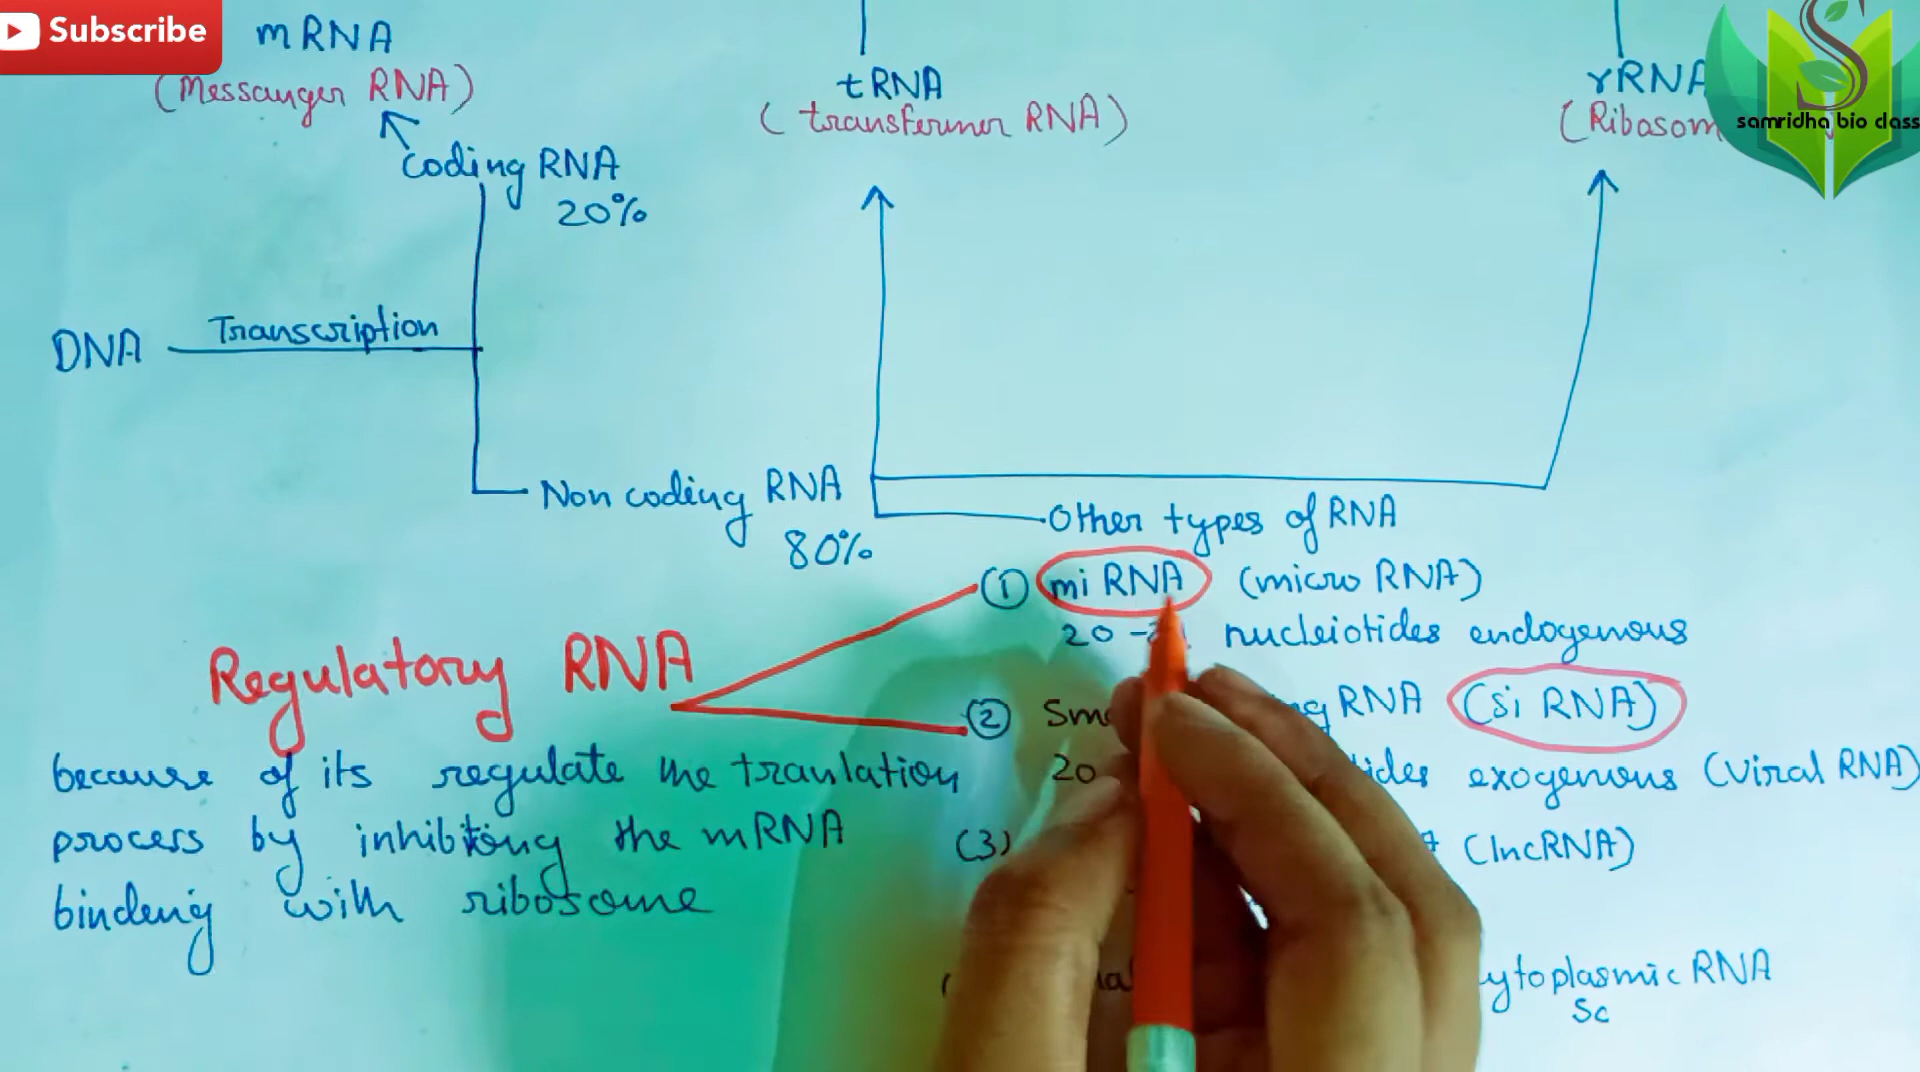 Subscribe
mRNA
(Messanger RNA)
tRNA
(transfermer RNA)
rRNA
(Ribosom
samridha bio class
Coding RNA
20%
DNA
Transcription
Non coding RNA
80%
Other types of RNA
① mi RNA (micro RNA)
20 - nucleiotides endogenous
Regulatory RNA
② RNA (Si RNA)
because of its regulate the tranlation
20 exogenous (Viral RNA)
process by inhibiting the mRNA
(3) (lncRNA)
binding with ribosome
ytoplasmic RNA
Sc